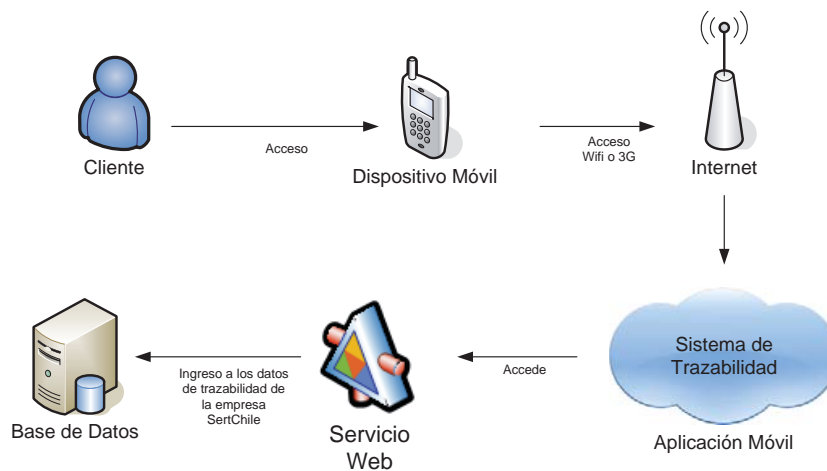 Cliente
Acceso
Dispositivo Móvil
Acceso
Wifi o 3G
Internet
Sistema de
Trazabilidad
Aplicación Móvil
Accede
Servicio
Web
Ingreso a los datos
de trazabilidad de
la empresa
SertChile
Base de Datos